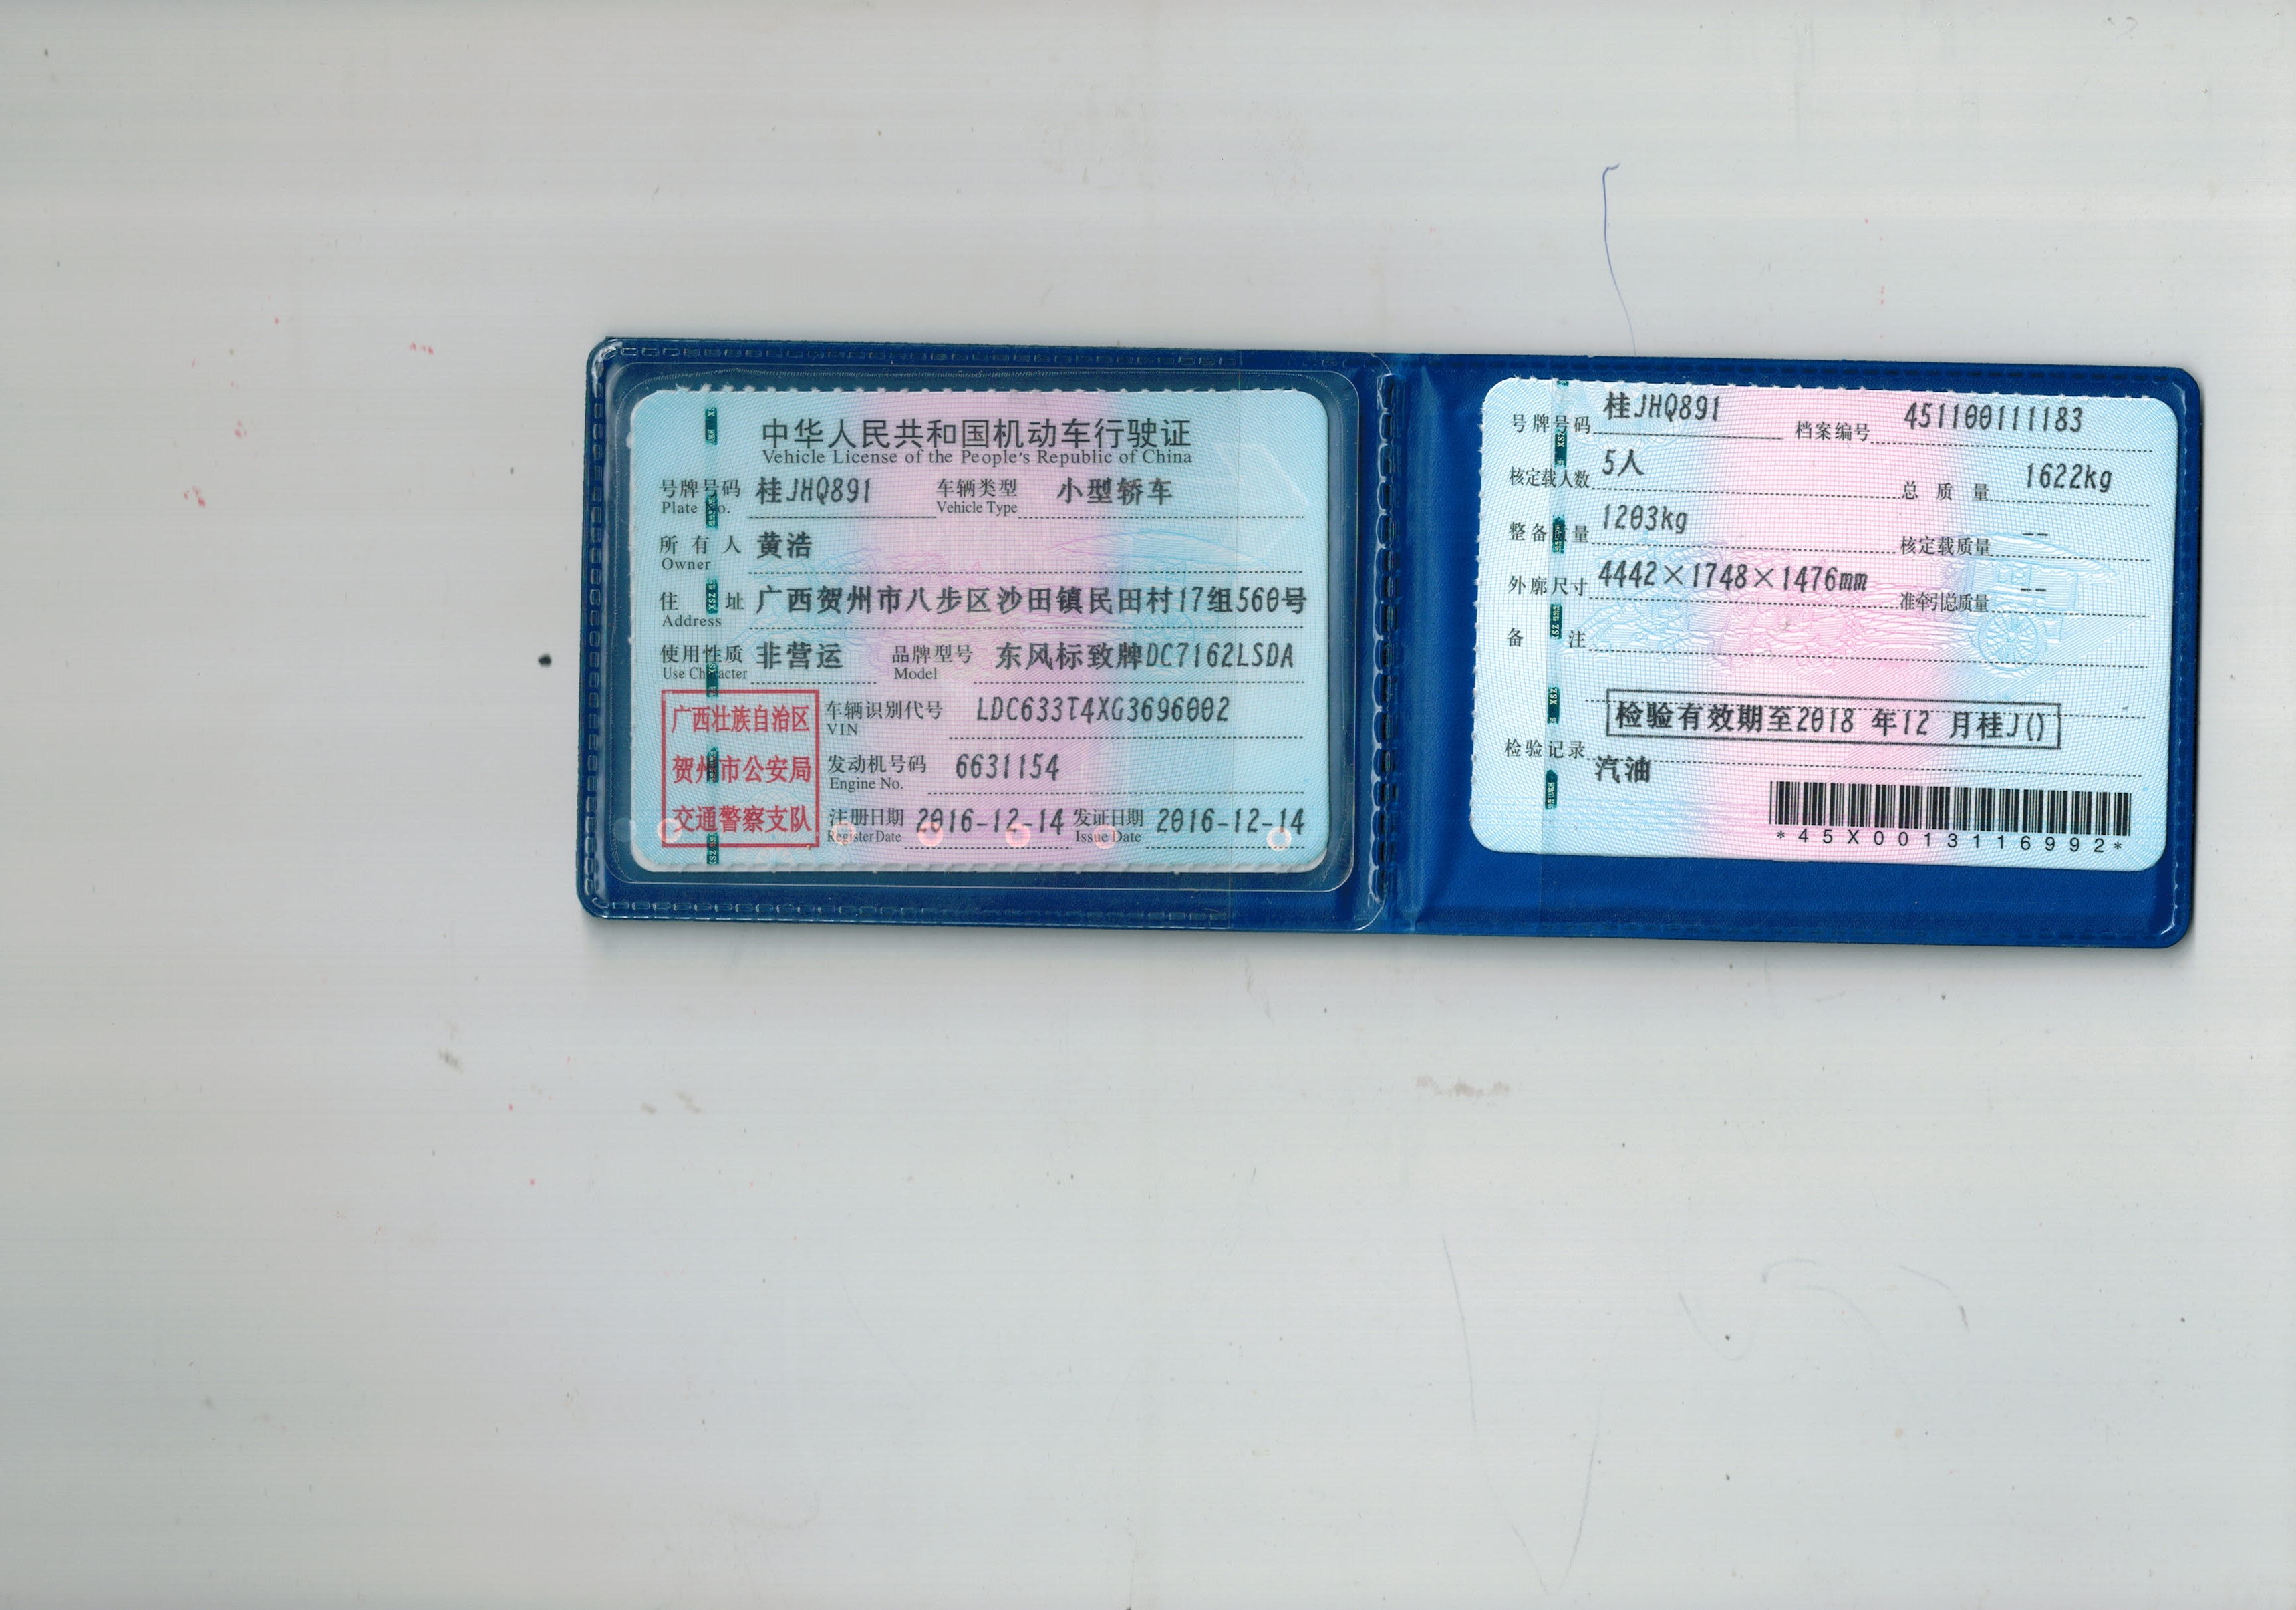 中华人民共和国机动车行驶证
Vehicle License of the People's Republic of China
号牌号码 桂JHQ891 车辆类型 小型轿车
Plate No. Vehicle Type
所有人 黄浩
Owner
住址 广西贺州市八步区沙田镇民田村17组560号
Address
使用性质 非营运 品牌型号 东风标致牌DC7162LSDA
Use Character Model
广西壮族自治区
贺州市公安局
交通警察支队
车辆识别代号 LDC633T4XG3696002
VIN
发动机号码 6631154
Engine No.
注册日期 2016-12-14 发证日期 2016-12-14
Register Date Issue Date
号牌号码 桂JHQ891 档案编号 451100111183
核定载人数 5人 总质量 1622kg
整备质量 1203kg 核定载质量 --
外廓尺寸 4442×1748×1476mm 准牵引总质量 --
备注
检验有效期至2018 年12 月桂J()
检验记录
汽油
*45X0013116992*